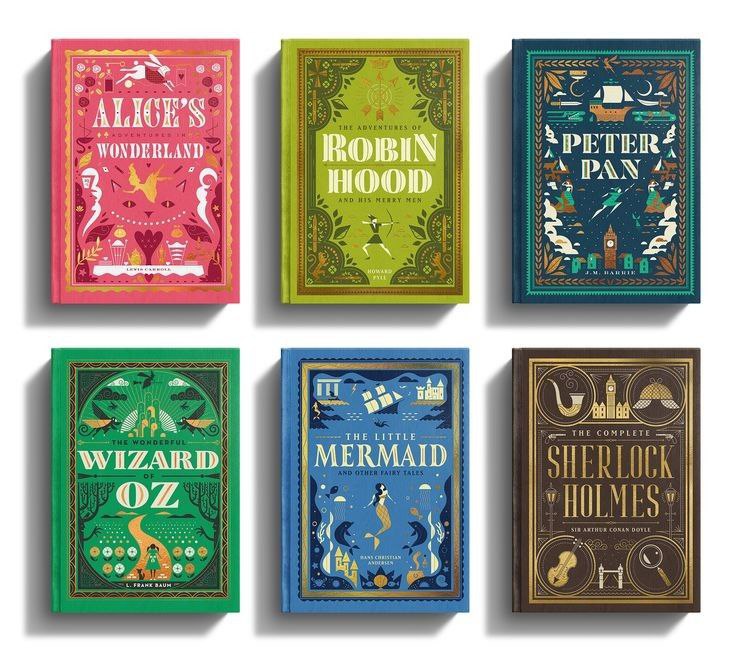 ALICE'S
ADVENTURES IN
WONDERLAND
LEWIS CARROLL
THE ADVENTURES OF
ROBIN
HOOD
AND HIS MERRY MEN
HOWARD
PYLE
PETER
PAN
J.M. BARRIE
THE WONDERFUL
WIZARD
OF
OZ
L. FRANK BAUM
THE LITTLE
MERMAID
AND OTHER FAIRY TALES
HANS CHRISTIAN
ANDERSEN
THE COMPLETE
SHERLOCK
HOLMES
SIR ARTHUR CONAN DOYLE